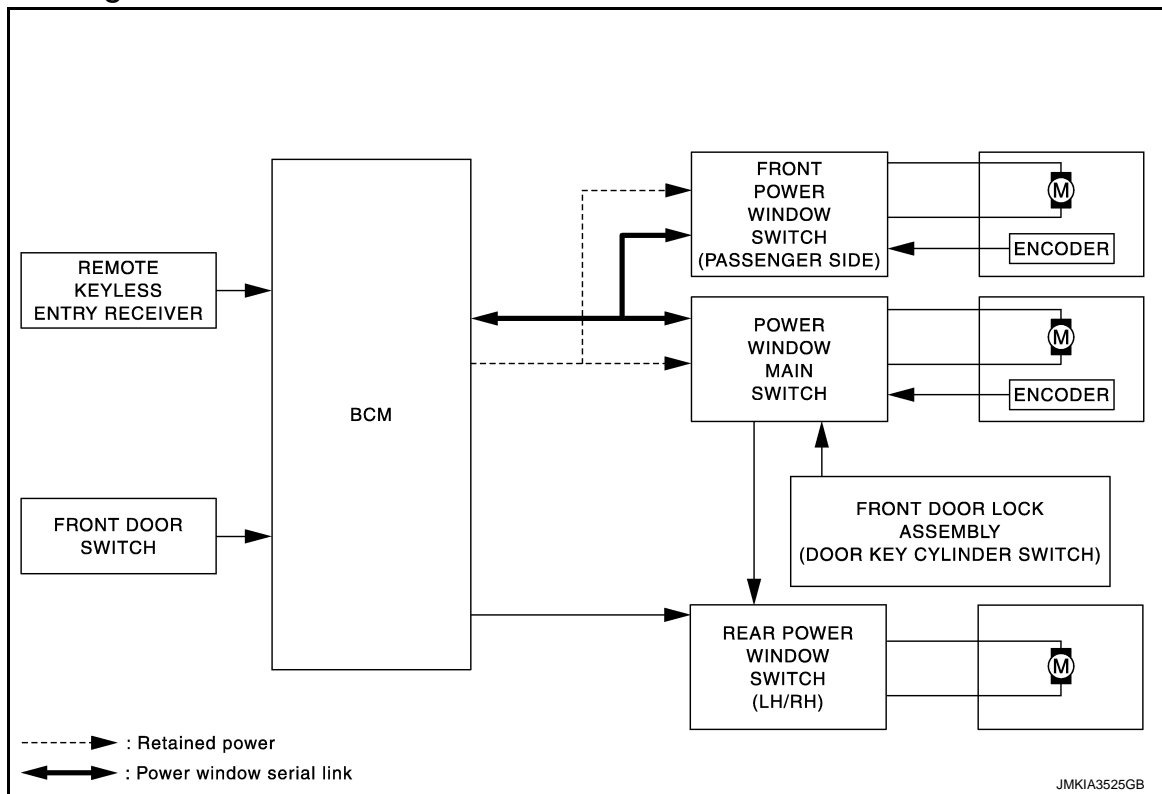 REMOTE
KEYLESS
ENTRY RECEIVER
FRONT DOOR
SWITCH
BCM
FRONT
POWER
WINDOW
SWITCH
(PASSENGER SIDE)
M
ENCODER
POWER
WINDOW
MAIN
SWITCH
M
ENCODER
FRONT DOOR LOCK
ASSEMBLY
(DOOR KEY CYLINDER SWITCH)
REAR POWER
WINDOW
SWITCH
(LH/RH)
M
: Retained power
: Power window serial link
JMKIA3525GB